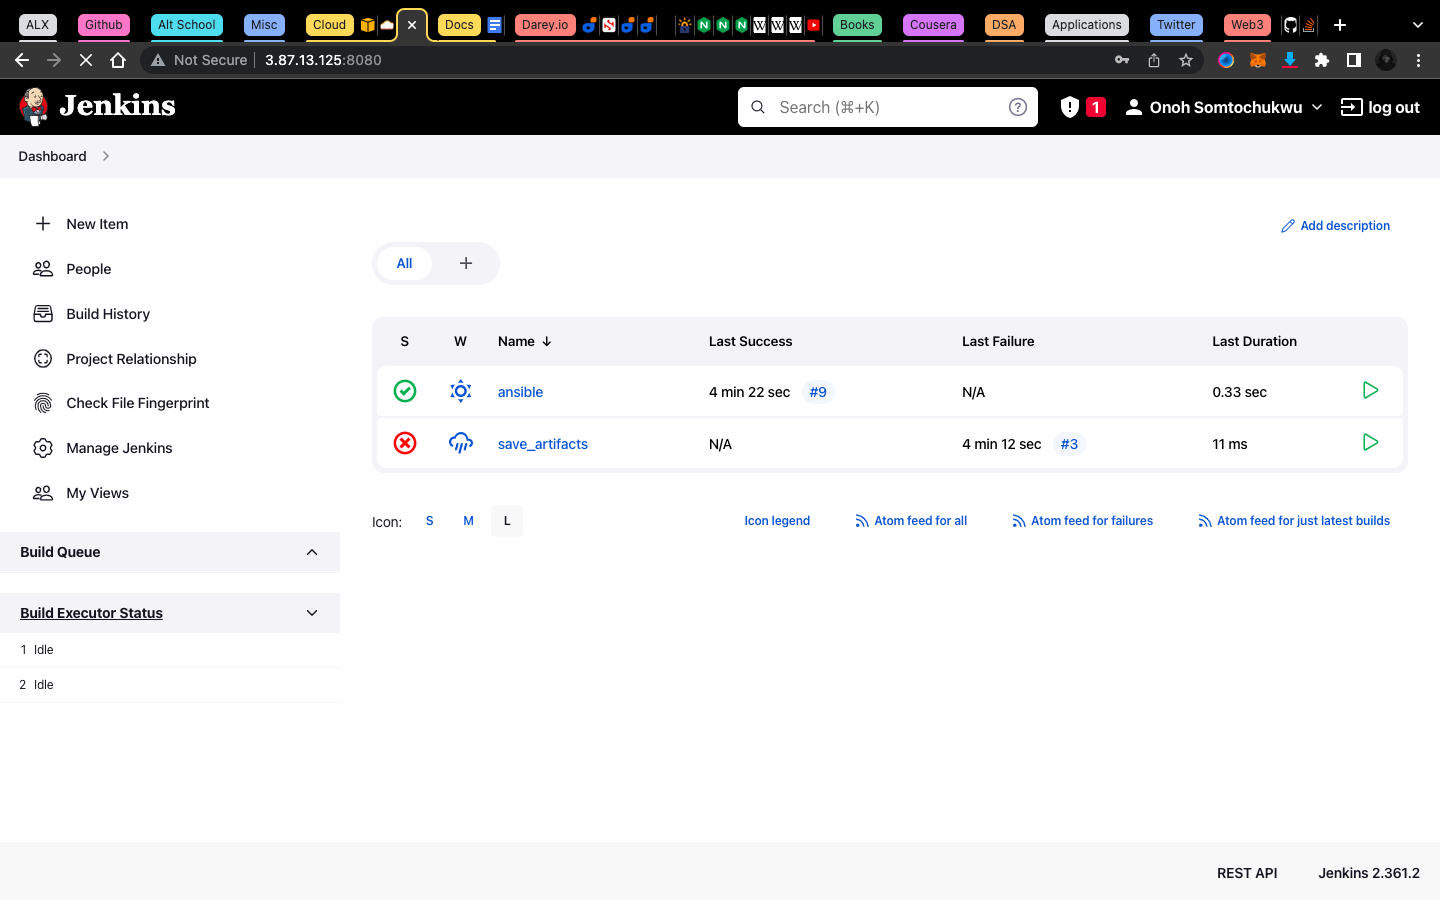 ALX Github Alt School Misc Cloud Docs Darey.io Books Cousera DSA Applications Twitter Web3
Not Secure 3.87.13.125:8080
Jenkins
Search (⌘+K)
1
Onoh Somtochukwu
log out
Dashboard
New Item
People
Build History
Project Relationship
Check File Fingerprint
Manage Jenkins
My Views
Build Queue
Build Executor Status
1 Idle
2 Idle
Add description
All
S W Name ↓ Last Success Last Failure Last Duration
ansible 4 min 22 sec #9 N/A 0.33 sec
save_artifacts N/A 4 min 12 sec #3 11 ms
Icon: S M L
Icon legend Atom feed for all Atom feed for failures Atom feed for just latest builds
REST API Jenkins 2.361.2